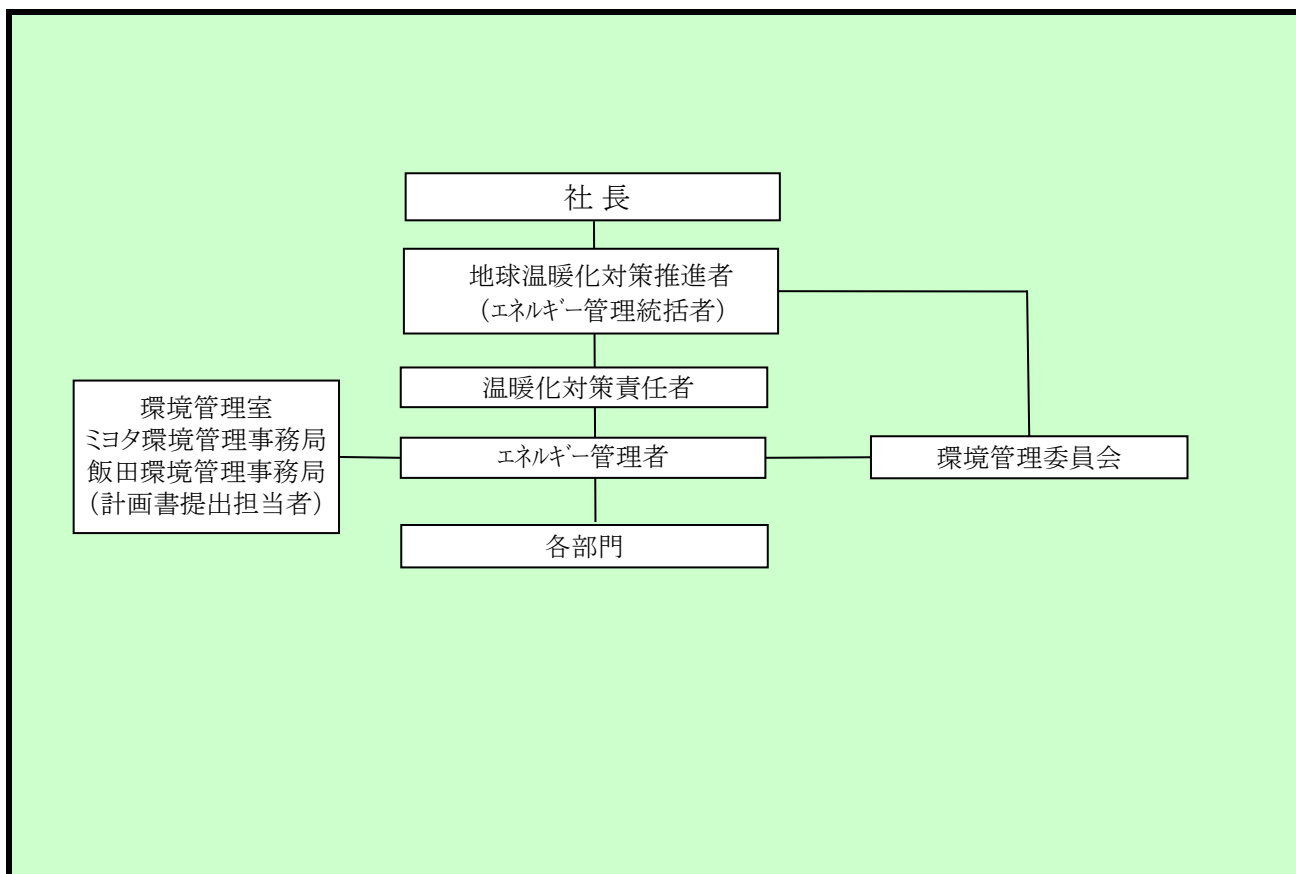 社 長
地球温暖化対策推進者
（ｴﾈﾙｷﾞｰ管理統括者）
温暖化対策責任者
環境管理室
ミヨタ環境管理事務局
飯田環境管理事務局
（計画書提出担当者）
ｴﾈﾙｷﾞｰ管理者
環境管理委員会
各部門